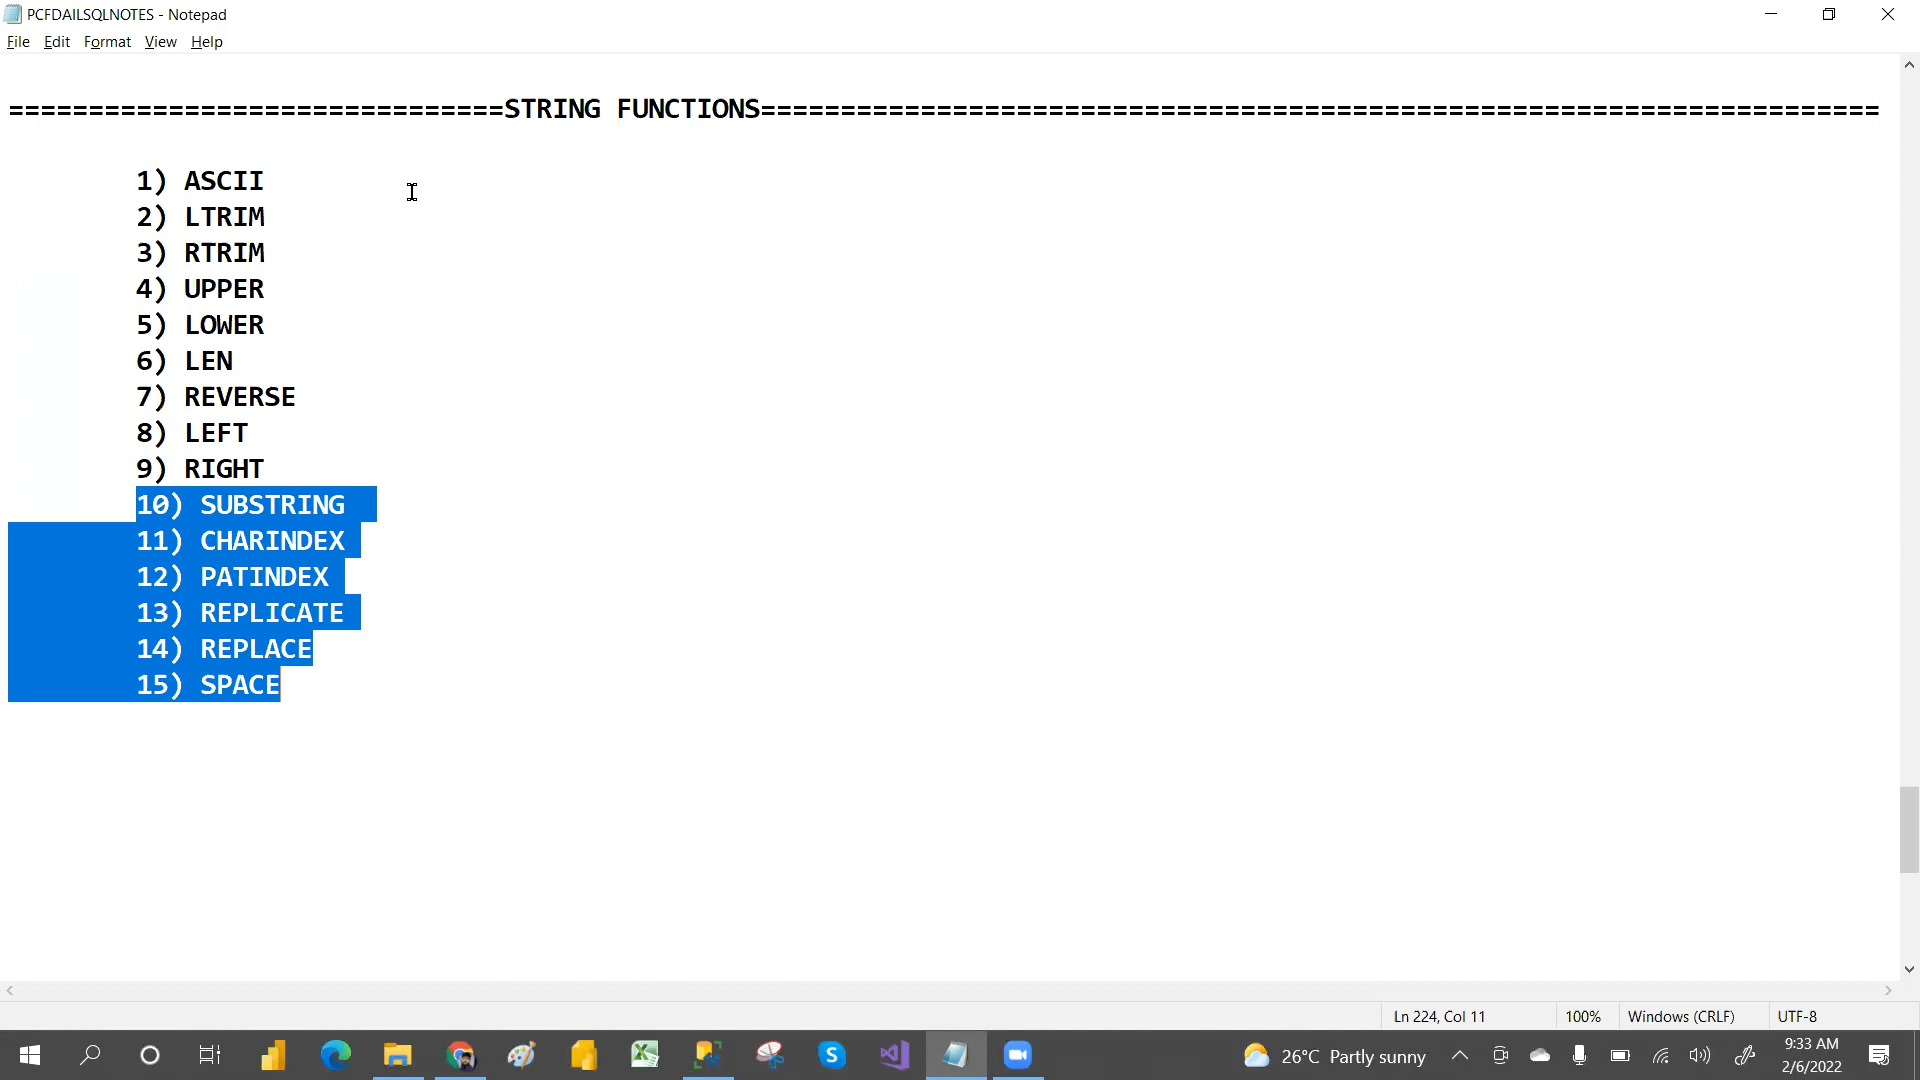 PCFDAILSQLNOTES - Notepad
File Edit Format View Help
===============================STRING FUNCTIONS======================================================================
1) ASCII
2) LTRIM
3) RTRIM
4) UPPER
5) LOWER
6) LEN
7) REVERSE
8) LEFT
9) RIGHT
10) SUBSTRING
11) CHARINDEX
12) PATINDEX
13) REPLICATE
14) REPLACE
15) SPACE
Ln 224, Col 11 100% Windows (CRLF) UTF-8
26°C Partly sunny
9:33 AM
2/6/2022